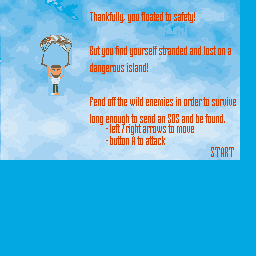 Thankfully, you floated to safety!
But you find yourself stranded and lost on a
dangerous island!
Fend off the wild enemies in order to survive
long enough to send an SOS and be found.
- left / right arrows to move
- button A to attack
START